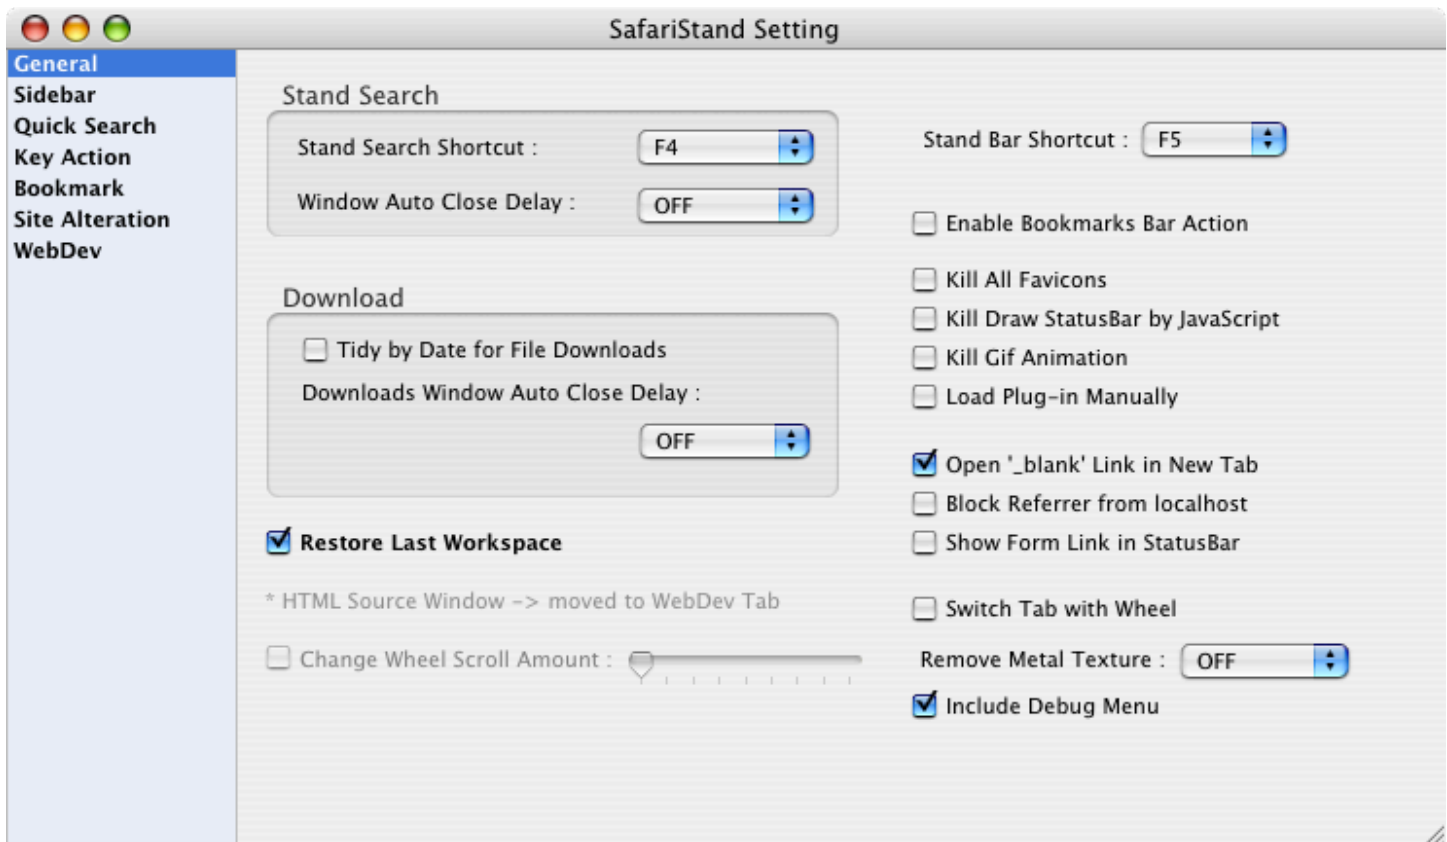 SafariStand Setting
General
Sidebar
Quick Search
Key Action
Bookmark
Site Alteration
WebDev
Stand Search
Stand Search Shortcut : F4
Window Auto Close Delay : OFF
Download
Tidy by Date for File Downloads
Downloads Window Auto Close Delay :
OFF
Restore Last Workspace
* HTML Source Window -> moved to WebDev Tab
Change Wheel Scroll Amount :
Stand Bar Shortcut : F5
Enable Bookmarks Bar Action
Kill All Favicons
Kill Draw StatusBar by JavaScript
Kill Gif Animation
Load Plug-in Manually
Open '_blank' Link in New Tab
Block Referrer from localhost
Show Form Link in StatusBar
Switch Tab with Wheel
Remove Metal Texture : OFF
Include Debug Menu